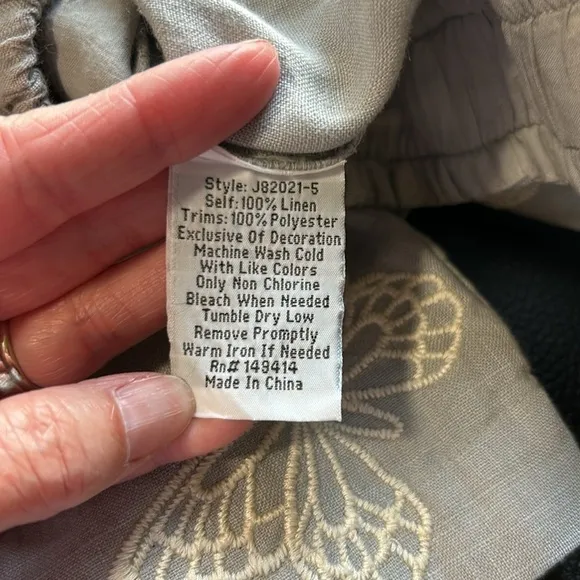 Style: J82021-5
Self: 100% Linen
Trims: 100% Polyester
Exclusive Of Decoration
Machine Wash Cold
With Like Colors
Only Non Chlorine
Bleach When Needed
Tumble Dry Low
Remove Promptly
Warm Iron If Needed
Rn# 149414
Made In China